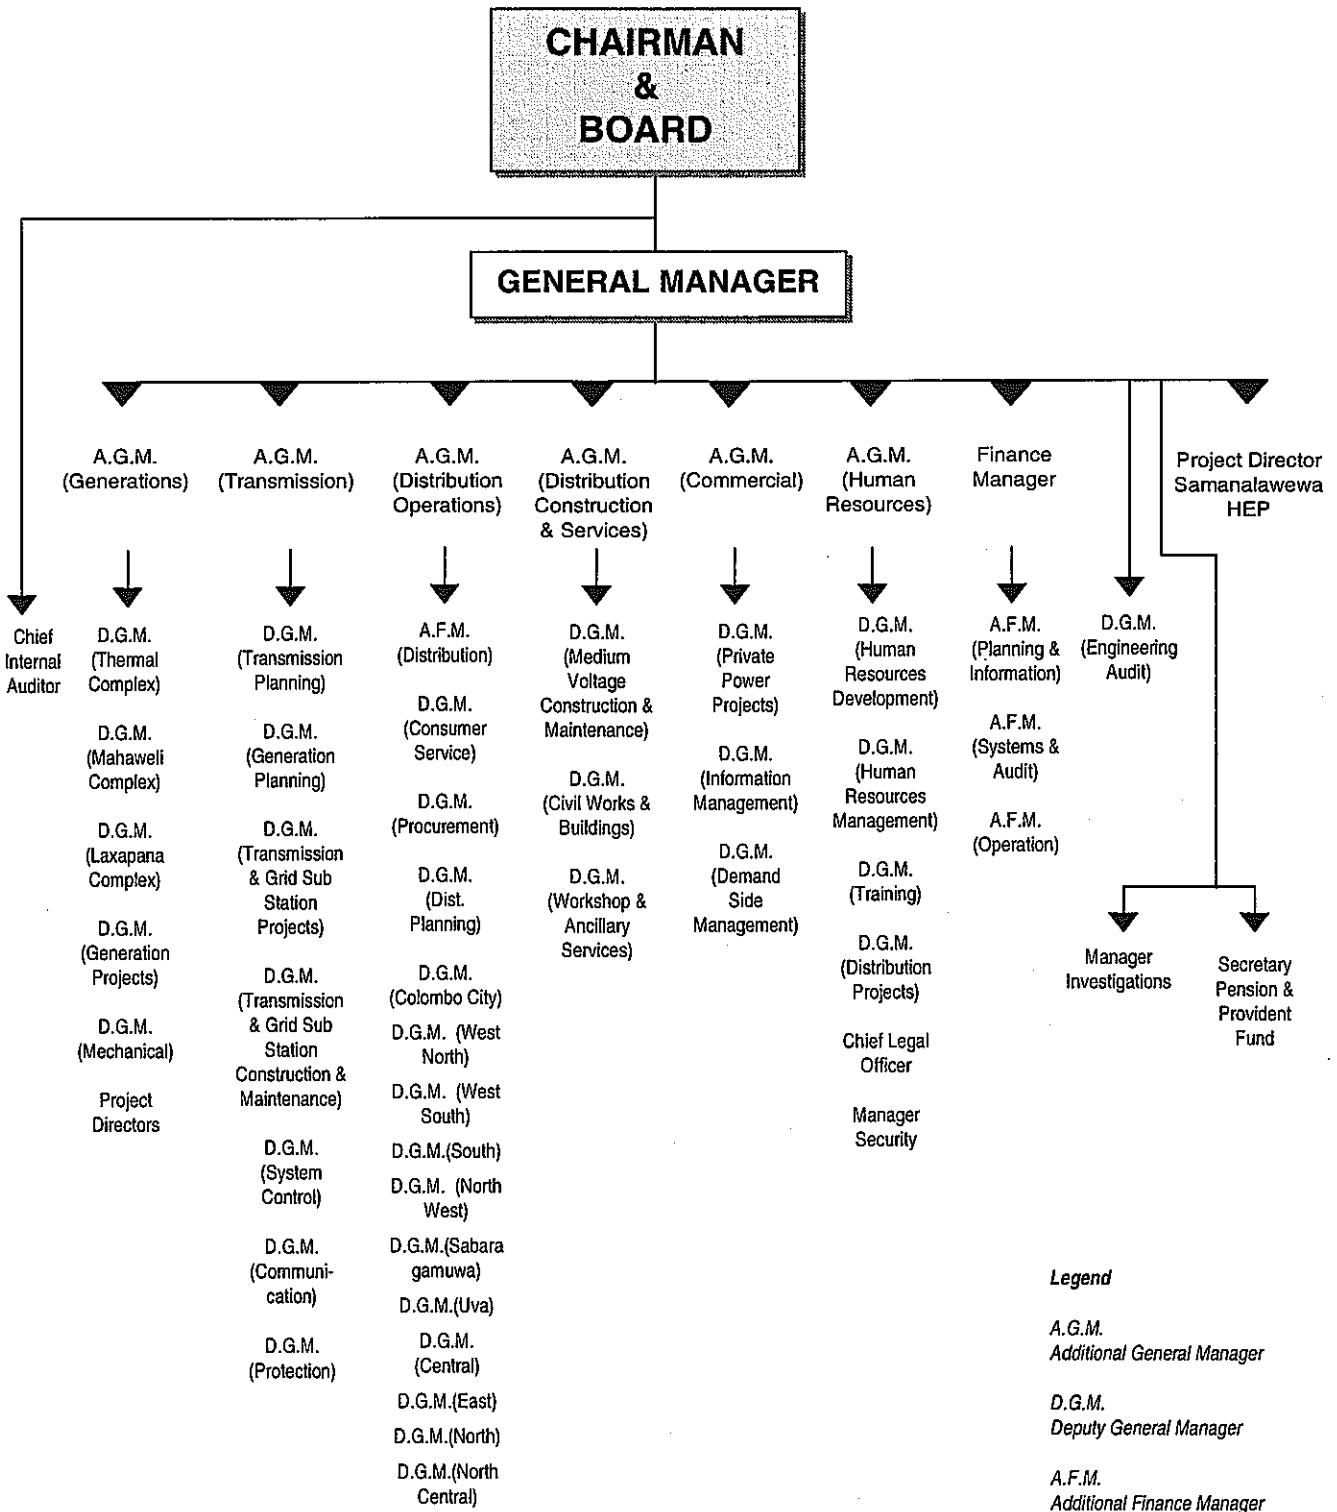 CHAIRMAN
&
BOARD
GENERAL MANAGER
Chief
Internal
Auditor
A.G.M.
(Generations)
D.G.M.
(Thermal
Complex)
D.G.M.
(Mahaweli
Complex)
D.G.M.
(Laxapana
Complex)
D.G.M.
(Generation
Projects)
D.G.M.
(Mechanical)
Project
Directors
A.G.M.
(Transmission)
D.G.M.
(Transmission
Planning)
D.G.M.
(Generation
Planning)
D.G.M.
(Transmission
& Grid Sub
Station
Projects)
D.G.M.
(Transmission
& Grid Sub
Station
Construction &
Maintenance)
D.G.M.
(System
Control)
D.G.M.
(Communi-
cation)
D.G.M.
(Protection)
A.G.M.
(Distribution
Operations)
A.F.M.
(Distribution)
D.G.M.
(Consumer
Service)
D.G.M.
(Procurement)
D.G.M.
(Dist.
Planning)
D.G.M.
(Colombo City)
D.G.M. (West
North)
D.G.M. (West
South)
D.G.M.(South)
D.G.M. (North
West)
D.G.M.(Sabara
gamuwa)
D.G.M.(Uva)
D.G.M.
(Central)
D.G.M.(East)
D.G.M.(North)
D.G.M.(North
Central)
A.G.M.
(Distribution
Construction
& Services)
D.G.M.
(Medium
Voltage
Construction &
Maintenance)
D.G.M.
(Civil Works &
Buildings)
D.G.M.
(Workshop &
Ancillary
Services)
A.G.M.
(Commercial)
D.G.M.
(Private
Power
Projects)
D.G.M.
(Information
Management)
D.G.M.
(Demand
Side
Management)
A.G.M.
(Human
Resources)
D.G.M.
(Human
Resources
Development)
D.G.M.
(Human
Resources
Management)
D.G.M.
(Training)
D.G.M.
(Distribution
Projects)
Chief Legal
Officer
Manager
Security
Finance
Manager
A.F.M.
(Planning &
Information)
A.F.M.
(Systems &
Audit)
A.F.M.
(Operation)
D.G.M.
(Engineering
Audit)
Manager
Investigations
Secretary
Pension &
Provident
Fund
Project Director
Samanalawewa
HEP
Legend
A.G.M.
Additional General Manager
D.G.M.
Deputy General Manager
A.F.M.
Additional Finance Manager